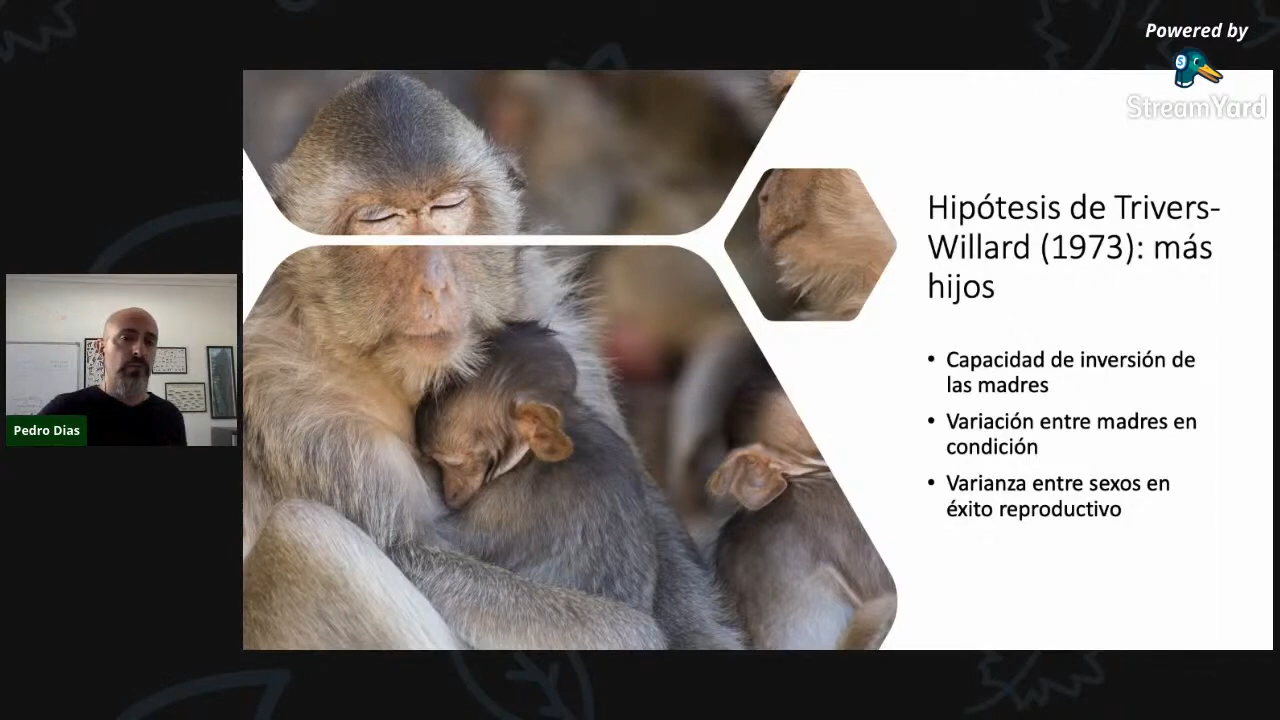 Powered by
StreamYard
Hipótesis de Trivers-
Willard (1973): más
hijos
• Capacidad de inversión de
las madres
• Variación entre madres en
condición
• Varianza entre sexos en
éxito reproductivo
Pedro Dias